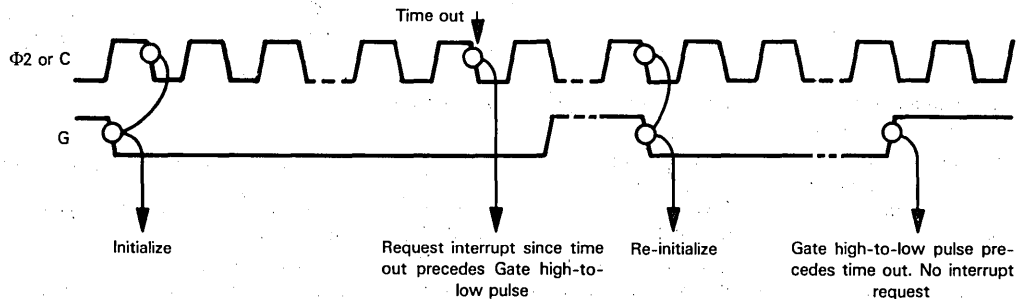 Time out
Φ2 or C
G
Initialize
Request interrupt since time
out precedes Gate high-to-
low pulse
Re-initialize
Gate high-to-low pulse pre-
cedes time out. No interrupt
request